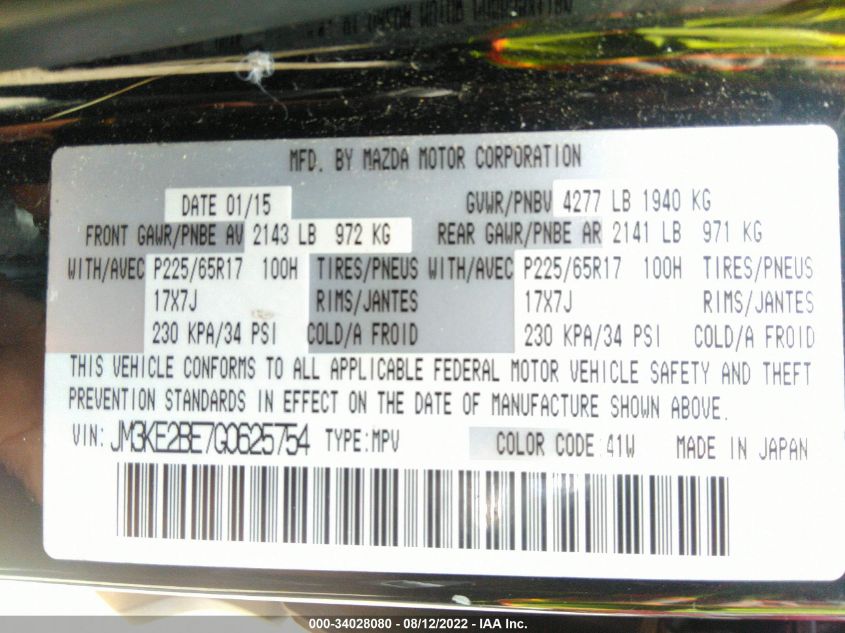 MFD. BY MAZDA MOTOR CORPORATION
DATE 01/15 GVWR/PNBV 4277 LB 1940 KG
FRONT GAWR/PNBE AV 2143 LB 972 KG REAR GAWR/PNBE AR 2141 LB 971 KG
WITH/AVEC P225/65R17 100H TIRES/PNEUS WITH/AVEC P225/65R17 100H TIRES/PNEUS
17X7J RIMS/JANTES 17X7J RIMS/JANTES
230 KPA/34 PSI COLD/A FROID 230 KPA/34 PSI COLD/A FROID
THIS VEHICLE CONFORMS TO ALL APPLICABLE FEDERAL MOTOR VEHICLE SAFETY AND THEFT
PREVENTION STANDARDS IN EFFECT ON THE DATE OF MANUFACTURE SHOWN ABOVE.
VIN: JM3KE2BE7G0625754 TYPE:MPV COLOR CODE:41W MADE IN JAPAN
000-34028080 - 08/12/2022 - IAA Inc.